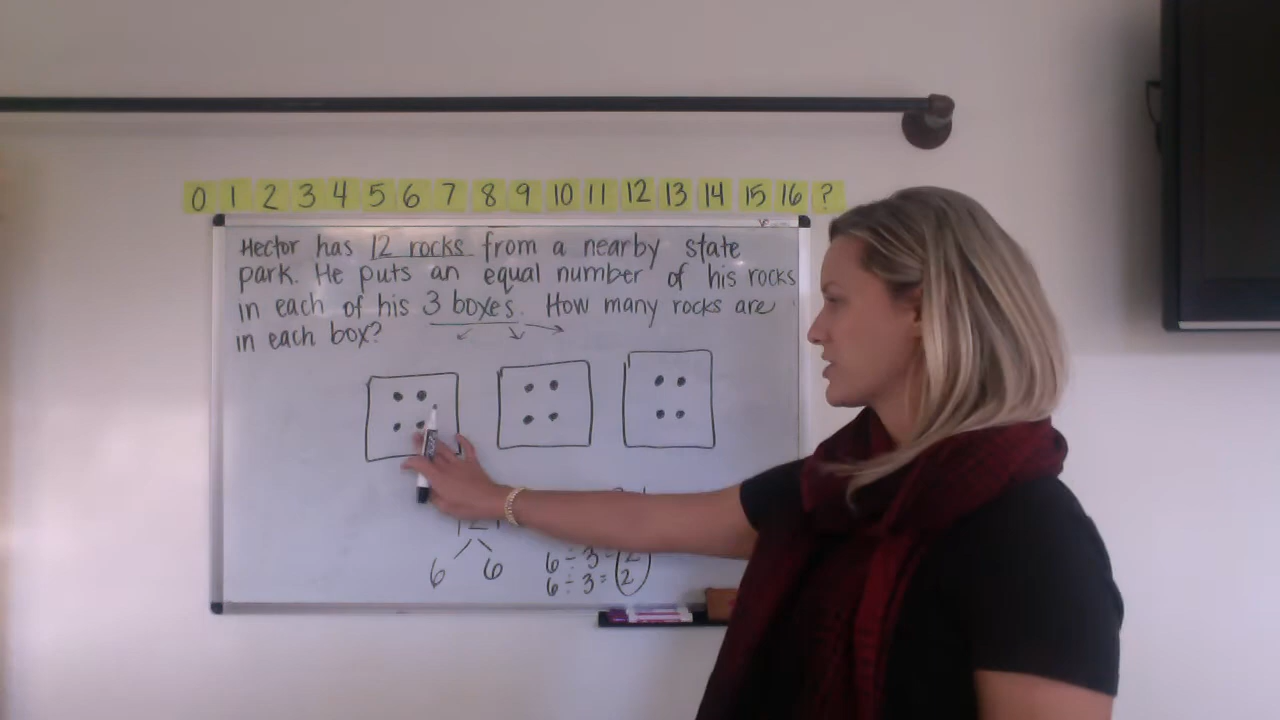 0 1 2 3 4 5 6 7 8 9 10 11 12 13 14 15 16 ?
Hector has 12 rocks from a nearby state
park. He puts an equal number of his rocks
in each of his 3 boxes. How many rocks are
in each box?
6 6
6 ÷ 3 = 2
6 ÷ 3 = 2